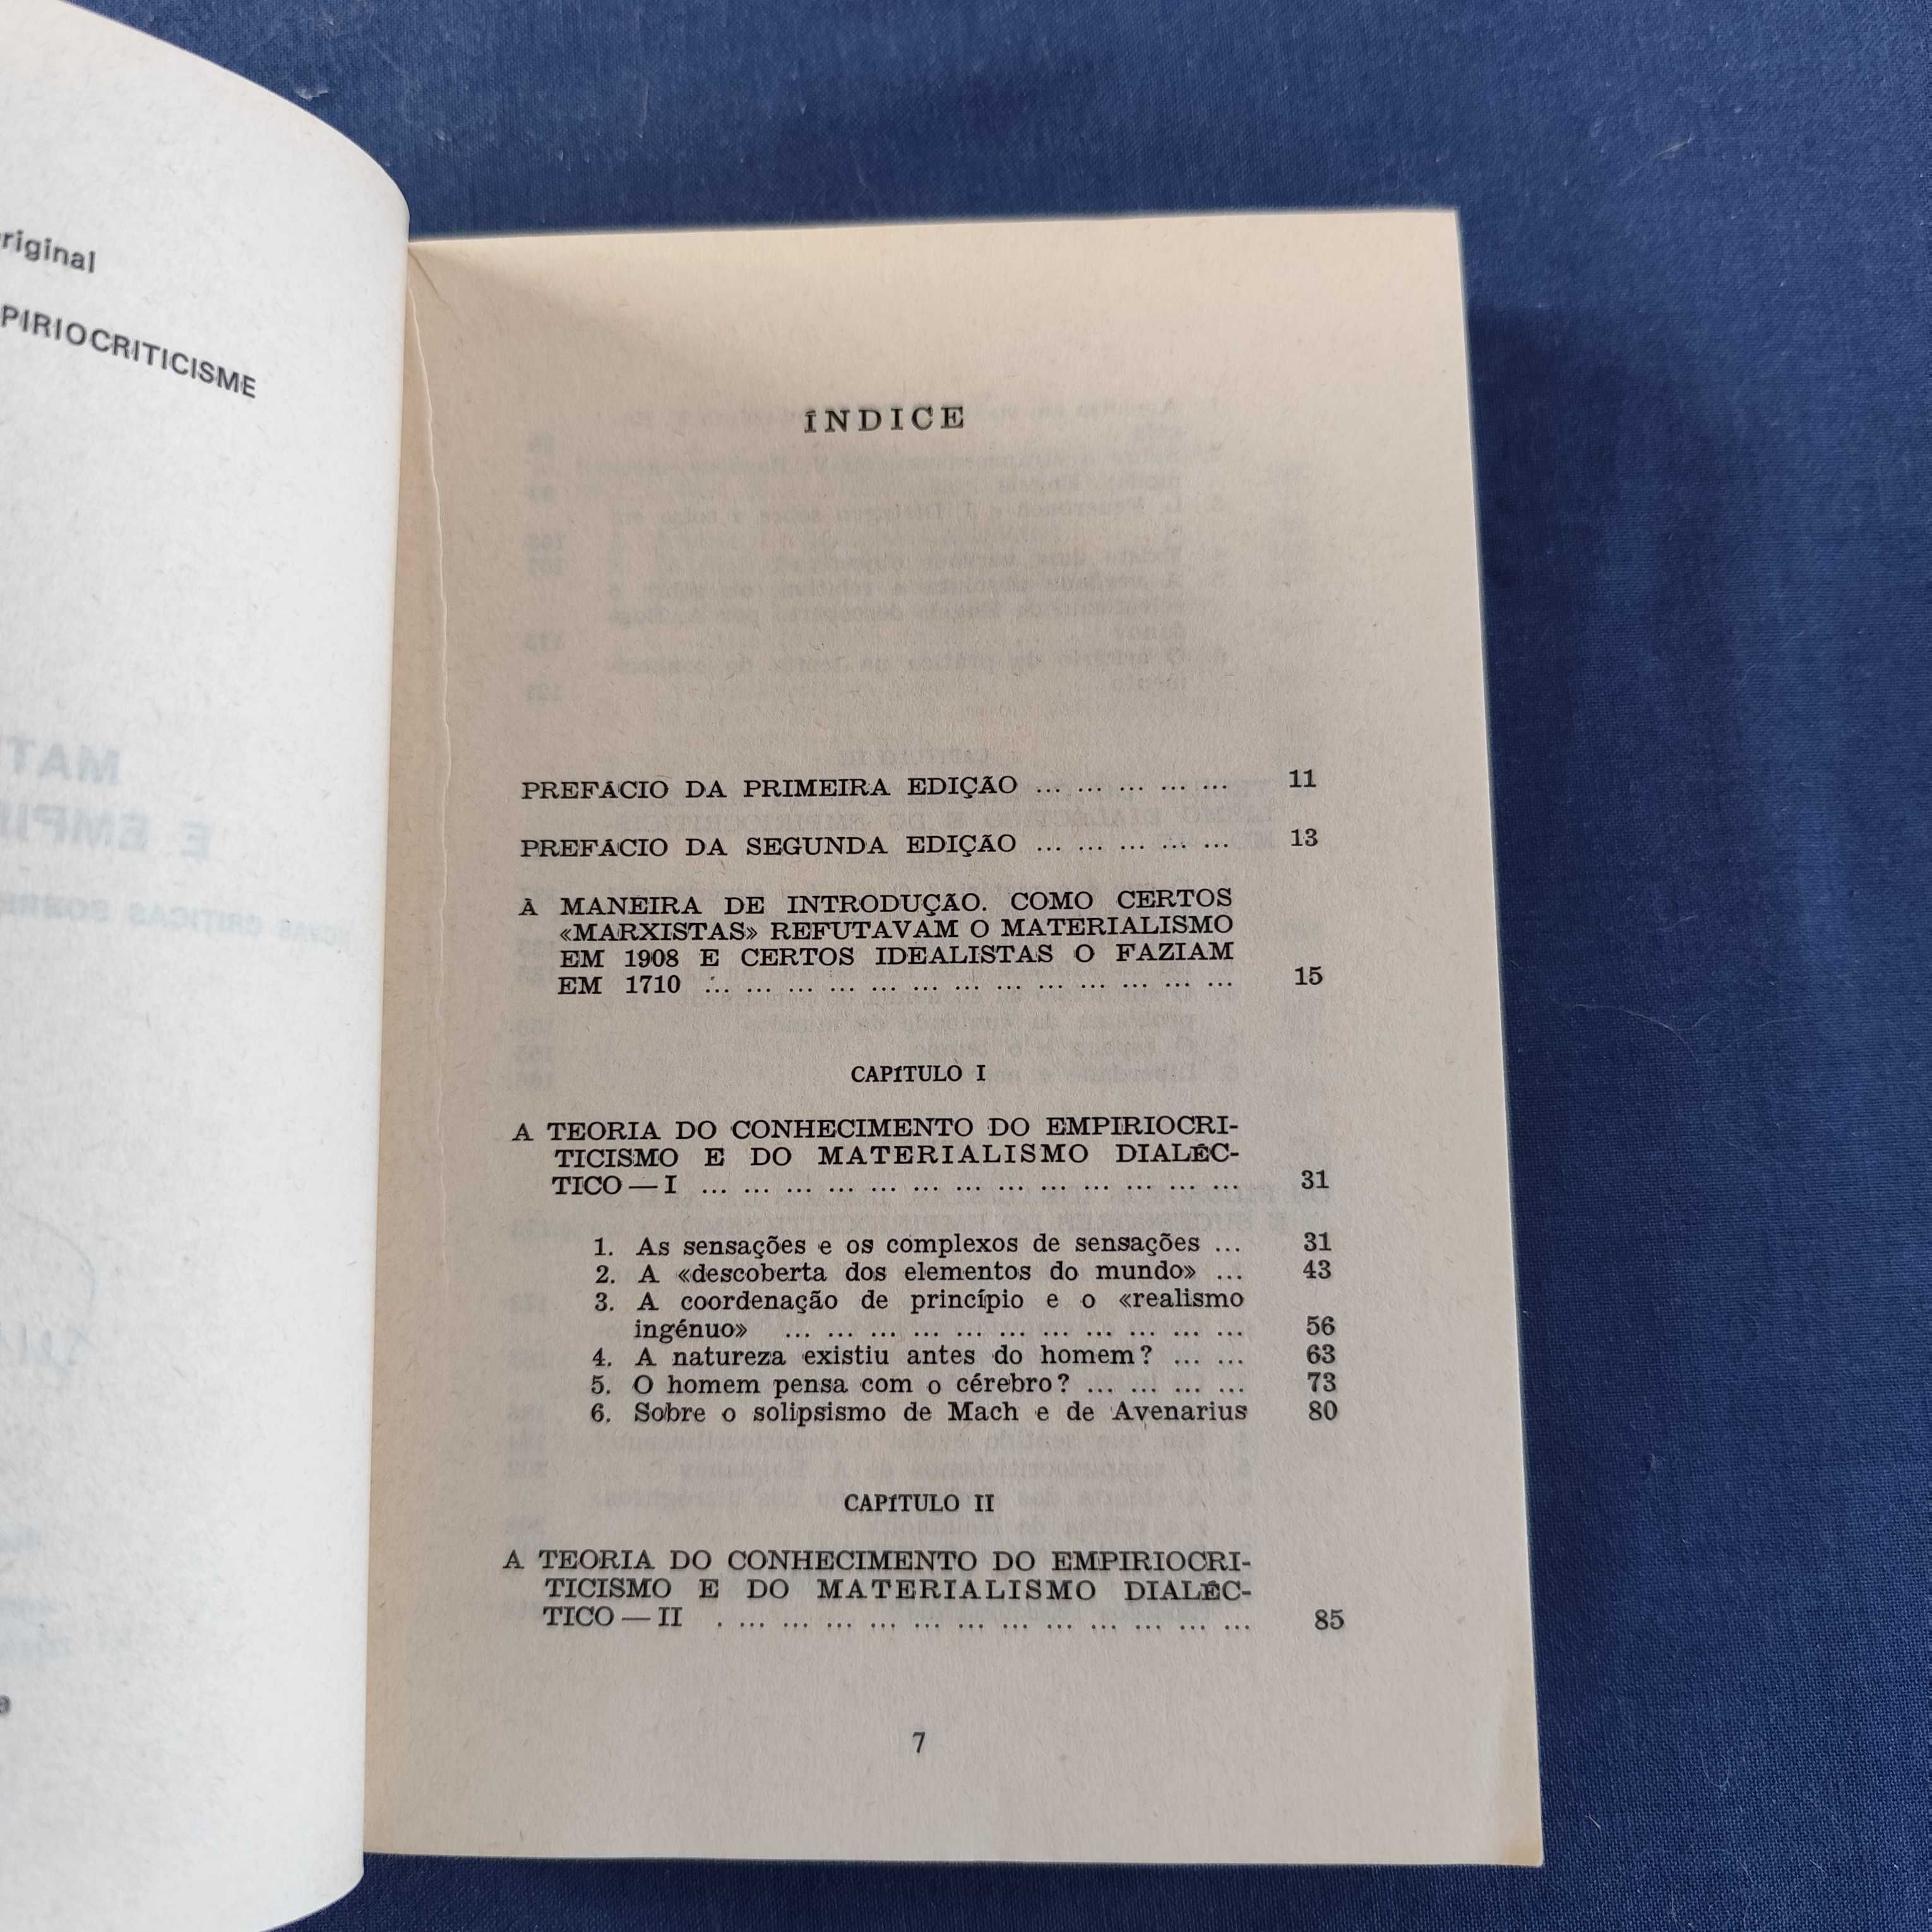 riginal
PIRIOCRITICISME
ÍNDICE
PREFÁCIO DA PRIMEIRA EDIÇÃO ... ... ... ... ... 11
PREFÁCIO DA SEGUNDA EDIÇÃO ... ... ... ... ... 13
À MANEIRA DE INTRODUÇÃO. COMO CERTOS
«MARXISTAS» REFUTAVAM O MATERIALISMO
EM 1908 E CERTOS IDEALISTAS O FAZIAM
EM 1710 ... ... ... ... ... ... ... ... ... ... ... ... ... 15
CAPÍTULO I
A TEORIA DO CONHECIMENTO DO EMPIRIOCRI-
TICISMO E DO MATERIALISMO DIALÉC-
TICO — I ... ... ... ... ... ... ... ... ... ... ... ... ... 31
1. As sensações e os complexos de sensações ... 31
2. A «descoberta dos elementos do mundo» ... 43
3. A coordenação de princípio e o «realismo
ingénuo» ... ... ... ... ... ... ... ... ... ... ... 56
4. A natureza existiu antes do homem? ... ... 63
5. O homem pensa com o cérebro? ... ... ... ... 73
6. Sobre o solipsismo de Mach e de Avenarius 80
CAPÍTULO II
A TEORIA DO CONHECIMENTO DO EMPIRIOCRI-
TICISMO E DO MATERIALISMO DIALÉC-
TICO — II . ... ... ... ... ... ... ... ... ... ... ... ... 85
7